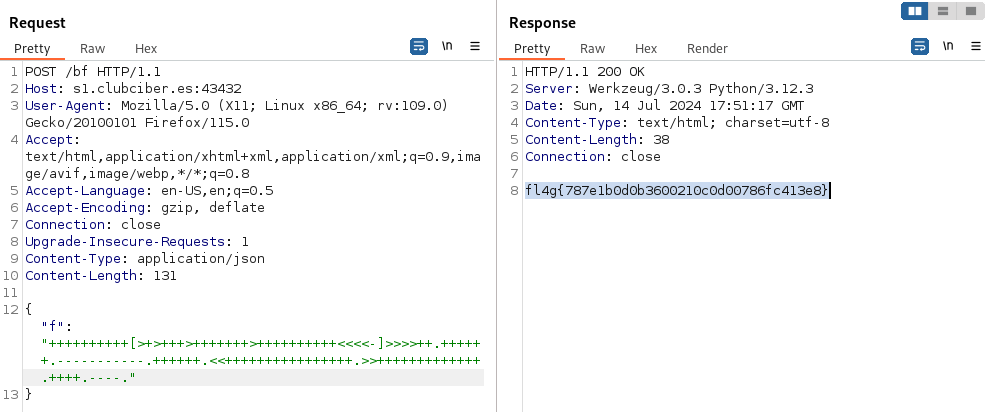 Request
Response
Pretty Raw Hex
\n
Pretty Raw Hex Render
\n
1 POST /bf HTTP/1.1
2 Host: s1.clubciber.es:43432
3 User-Agent: Mozilla/5.0 (X11; Linux x86_64; rv:109.0)
Gecko/20100101 Firefox/115.0
4 Accept:
text/html,application/xhtml+xml,application/xml;q=0.9,ima
ge/avif,image/webp,*/*;q=0.8
5 Accept-Language: en-US,en;q=0.5
6 Accept-Encoding: gzip, deflate
7 Connection: close
8 Upgrade-Insecure-Requests: 1
9 Content-Type: application/json
10 Content-Length: 131
11
12 {
"f":
"++++++++++[>+>+++>+++++++>++++++++++<<<<-]>>>>++.+++++
+.-----------.++++++.<<++++++++++++++++.>>+++++++++++++
.++++.----."
13 }
1 HTTP/1.1 200 OK
2 Server: Werkzeug/3.0.3 Python/3.12.3
3 Date: Sun, 14 Jul 2024 17:51:17 GMT
4 Content-Type: text/html; charset=utf-8
5 Content-Length: 38
6 Connection: close
7
8 fl4g{787e1b0d0b3600210c0d00786fc413e8}